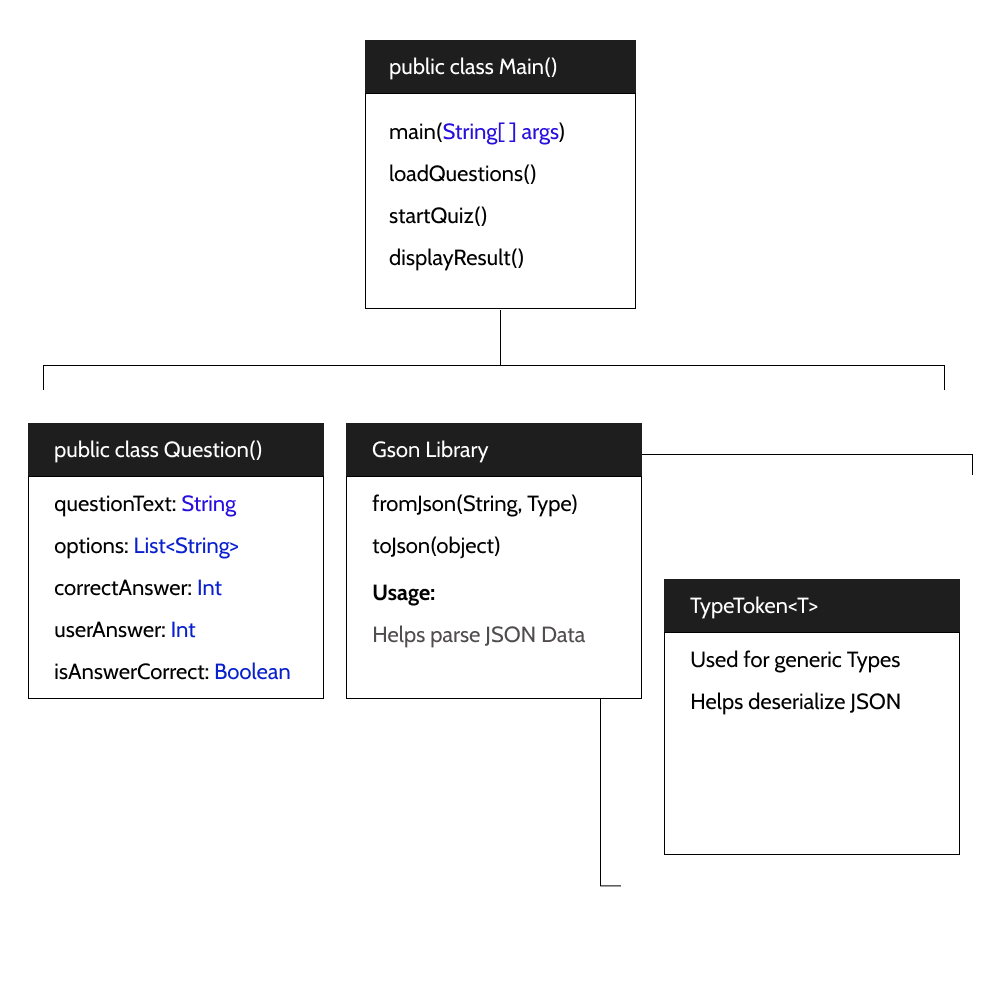 public class Main()
main(String[ ] args)
loadQuestions()
startQuiz()
displayResult()
public class Question()
questionText: String
options: List<String>
correctAnswer: Int
userAnswer: Int
isAnswerCorrect: Boolean
Gson Library
fromJson(String, Type)
toJson(object)
Usage:
Helps parse JSON Data
TypeToken<T>
Used for generic Types
Helps deserialize JSON